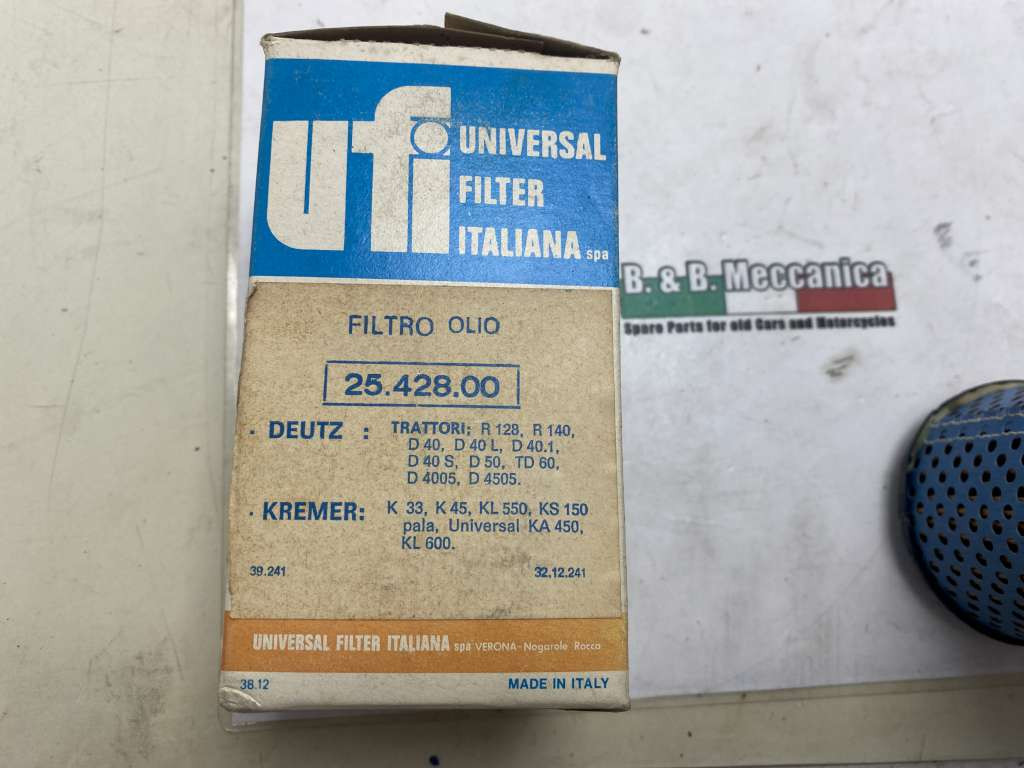 ufi
UNIVERSAL
FILTER
ITALIANA spa
B. & B. Meccanica
Spare Parts for old Cars and Motorcycles
FILTRO OLIO
25.428.00
· DEUTZ : TRATTORI; R 128, R 140,
D 40, D 40 L, D 40.1,
D 40 S, D 50, TD 60,
D 4005, D 4505.
· KREMER: K 33, K 45, KL 550, KS 150
pala, Universal KA 450,
KL 600.
39.241 32.12.241
UNIVERSAL FILTER ITALIANA spa VERONA-Nogarole Rocca
38.12 MADE IN ITALY